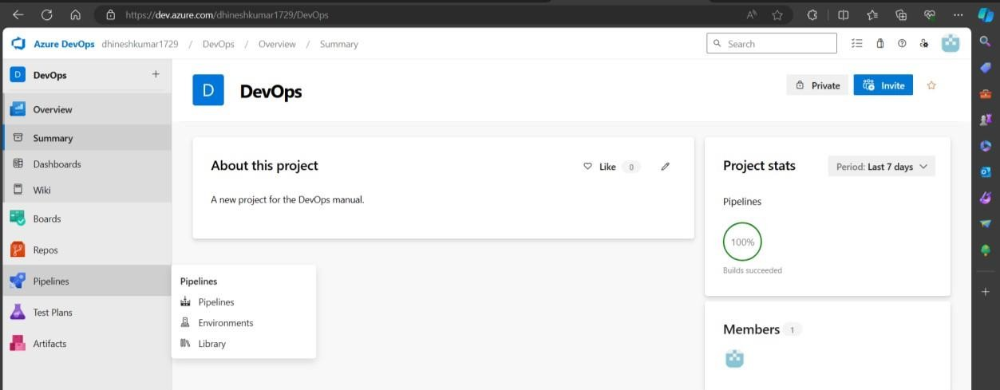 https://dev.azure.com/dhineshkumar1729/DevOps
Azure DevOps dhineshkumar1729 / DevOps / Overview / Summary
Search
D DevOps +
Overview
Summary
Dashboards
Wiki
Boards
Repos
Pipelines
Test Plans
Artifacts
Pipelines
Pipelines
Environments
Library
D DevOps
Private
Invite
About this project
Like 0
A new project for the DevOps manual.
Project stats
Period: Last 7 days
Pipelines
100%
Builds succeeded
Members 1